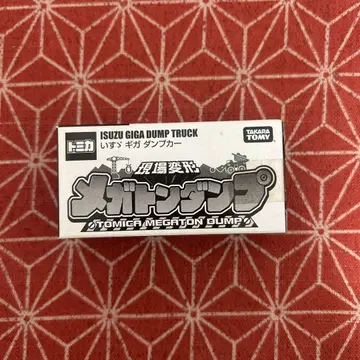 トミカ
ISUZU GIGA DUMP TRUCK
いすゞ ギガ ダンプカー
TAKARA
TOMY
現場変形
メガトンダンプ
TOMICA MEGATON DUMP